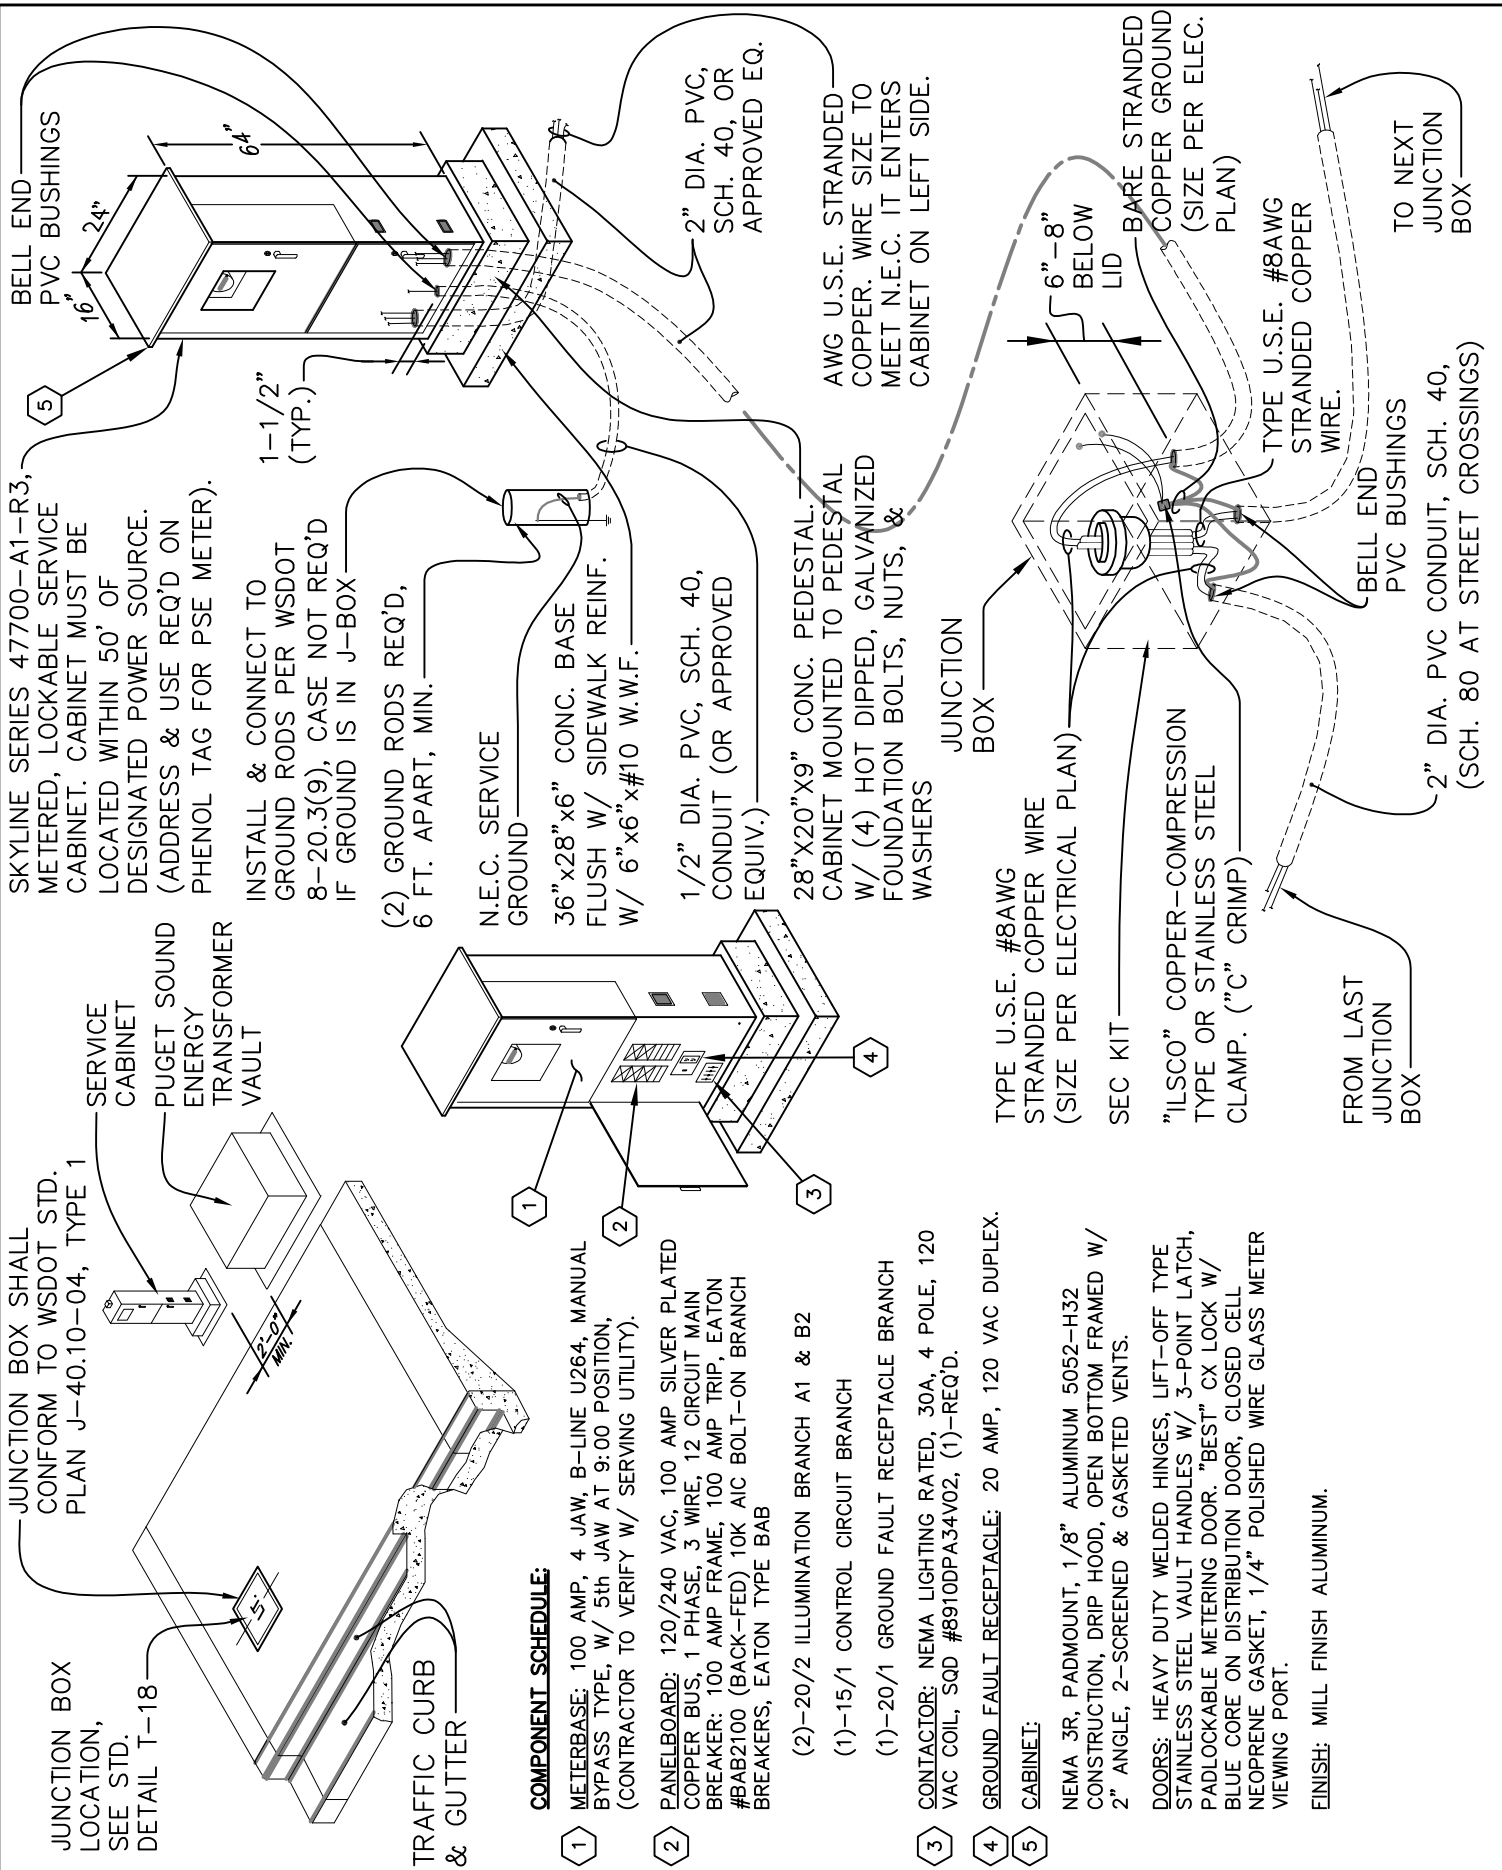 JUNCTION BOX
LOCATION,
SEE STD.
DETAIL T-18
JUNCTION BOX SHALL
CONFORM TO WSDOT STD.
PLAN J-40.10-04, TYPE 1
SERVICE
CABINET
PUGET SOUND
ENERGY
TRANSFORMER
VAULT
2'-0"
MIN.
TRAFFIC CURB
& GUTTER
SKYLINE SERIES 47700-A1-R3,
METERED, LOCKABLE SERVICE
CABINET. CABINET MUST BE
LOCATED WITHIN 50' OF
DESIGNATED POWER SOURCE.
(ADDRESS & USE REQ'D ON
PHENOL TAG FOR PSE METER).
INSTALL & CONNECT TO
GROUND RODS PER WSDOT
8-20.3(9), CASE NOT REQ'D
IF GROUND IS IN J-BOX
(2) GROUND RODS REQ'D,
6 FT. APART, MIN.
N.E.C. SERVICE
GROUND
36"x28"x6" CONC. BASE
FLUSH W/ SIDEWALK REINF.
W/ 6"x6"x#10 W.W.F.
1/2" DIA. PVC, SCH. 40,
CONDUIT (OR APPROVED
EQUIV.)
28"X20"X9" CONC. PEDESTAL.
CABINET MOUNTED TO PEDESTAL
W/ (4) HOT DIPPED, GALVANIZED
FOUNDATION BOLTS, NUTS, &
WASHERS
BELL END
PVC BUSHINGS
5
16"
24"
64"
1-1/2"
(TYP.)
2" DIA. PVC,
SCH. 40, OR
APPROVED EQ.
AWG U.S.E. STRANDED
COPPER. WIRE SIZE TO
MEET N.E.C. IT ENTERS
CABINET ON LEFT SIDE.
1
2
3
4
COMPONENT SCHEDULE:
1 METERBASE: 100 AMP, 4 JAW, B-LINE U264, MANUAL
BYPASS TYPE, W/ 5th JAW AT 9:00 POSITION,
(CONTRACTOR TO VERIFY W/ SERVING UTILITY).
2 PANELBOARD: 120/240 VAC, 100 AMP SILVER PLATED
COPPER BUS, 1 PHASE, 3 WIRE, 12 CIRCUIT MAIN
BREAKER: 100 AMP FRAME, 100 AMP TRIP, EATON
#BAB2100 (BACK-FED) 10K AIC BOLT-ON BRANCH
BREAKERS, EATON TYPE BAB
(2)-20/2 ILLUMINATION BRANCH A1 & B2
(1)-15/1 CONTROL CIRCUIT BRANCH
(1)-20/1 GROUND FAULT RECEPTACLE BRANCH
3 CONTACTOR: NEMA LIGHTING RATED, 30A, 4 POLE, 120
VAC COIL, SQD #8910DPA34V02, (1)-REQ'D.
4 GROUND FAULT RECEPTACLE: 20 AMP, 120 VAC DUPLEX.
5 CABINET:
NEMA 3R, PADMOUNT, 1/8" ALUMINUM 5052-H32
CONSTRUCTION, DRIP HOOD, OPEN BOTTOM FRAMED W/
2" ANGLE, 2-SCREENED & GASKETED VENTS.
DOORS: HEAVY DUTY WELDED HINGES, LIFT-OFF TYPE
STAINLESS STEEL VAULT HANDLES W/ 3-POINT LATCH,
PADLOCKABLE METERING DOOR. "BEST" CX LOCK W/
BLUE CORE ON DISTRIBUTION DOOR, CLOSED CELL
NEOPRENE GASKET, 1/4" POLISHED WIRE GLASS METER
VIEWING PORT.
FINISH: MILL FINISH ALUMINUM.
JUNCTION
BOX
TYPE U.S.E. #8AWG
STRANDED COPPER WIRE
(SIZE PER ELECTRICAL PLAN)
SEC KIT
"ILSCO" COPPER-COMPRESSION
TYPE OR STAINLESS STEEL
CLAMP. ("C" CRIMP)
FROM LAST
JUNCTION
BOX
6"-8"
BELOW
LID
BARE STRANDED
COPPER GROUND
(SIZE PER ELEC.
PLAN)
TYPE U.S.E. #8AWG
STRANDED COPPER
WIRE.
TO NEXT
JUNCTION
BOX
BELL END
PVC BUSHINGS
2" DIA. PVC CONDUIT, SCH. 40,
(SCH. 80 AT STREET CROSSINGS)